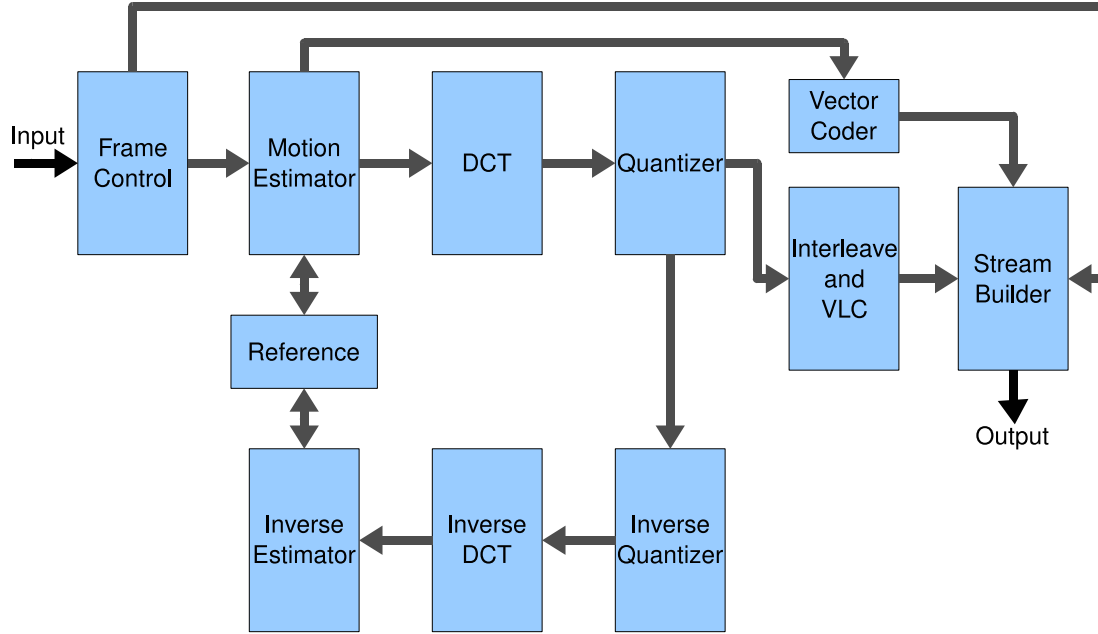 Input
Frame
Control
Motion
Estimator
DCT
Quantizer
Vector
Coder
Interleave
and
VLC
Stream
Builder
Reference
Output
Inverse
Estimator
Inverse
DCT
Inverse
Quantizer